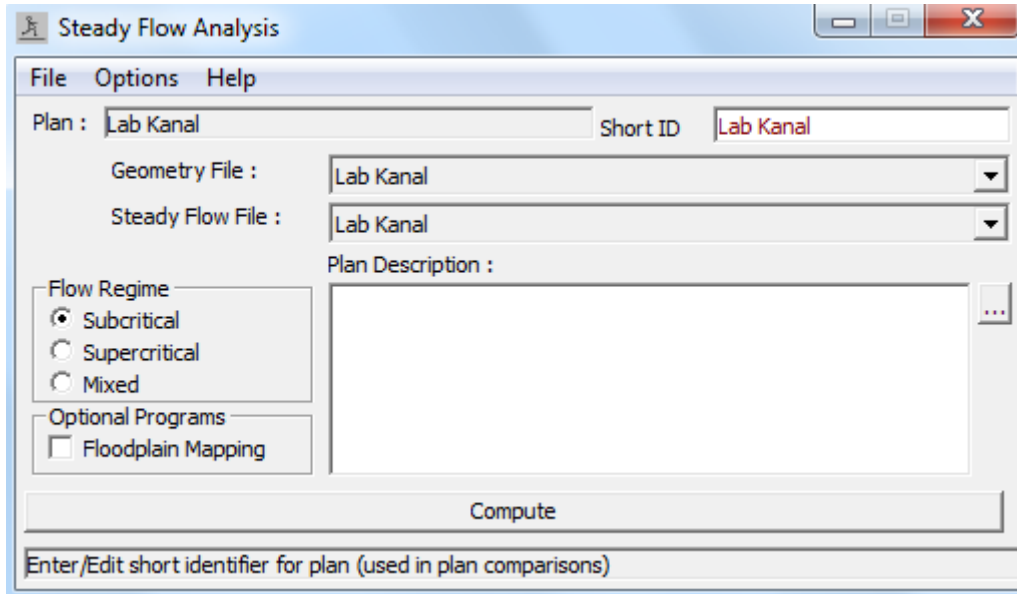 Steady Flow Analysis
File Options Help
Plan : Lab Kanal Short ID Lab Kanal
Geometry File : Lab Kanal
Steady Flow File : Lab Kanal
Plan Description :
Flow Regime
Subcritical
Supercritical
Mixed
Optional Programs
Floodplain Mapping
...
Compute
Enter/Edit short identifier for plan (used in plan comparisons)